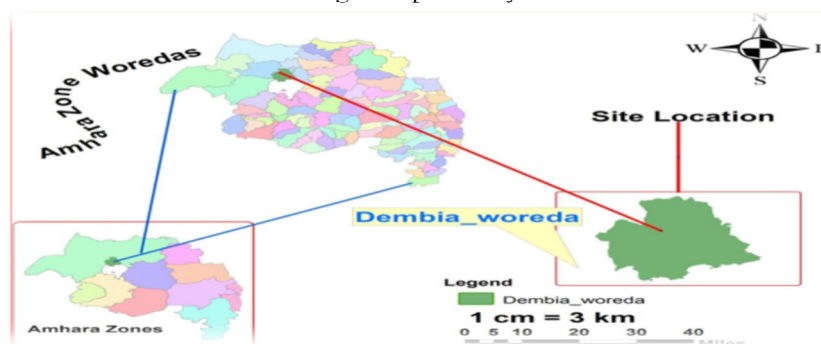 Amhara Zone Woredas
N
W
E
S
Site Location
Dembia_woreda
Legend
Dembia_woreda
1 cm = 3 km
0 5 10 20 30 40
Miles
Amhara Zones